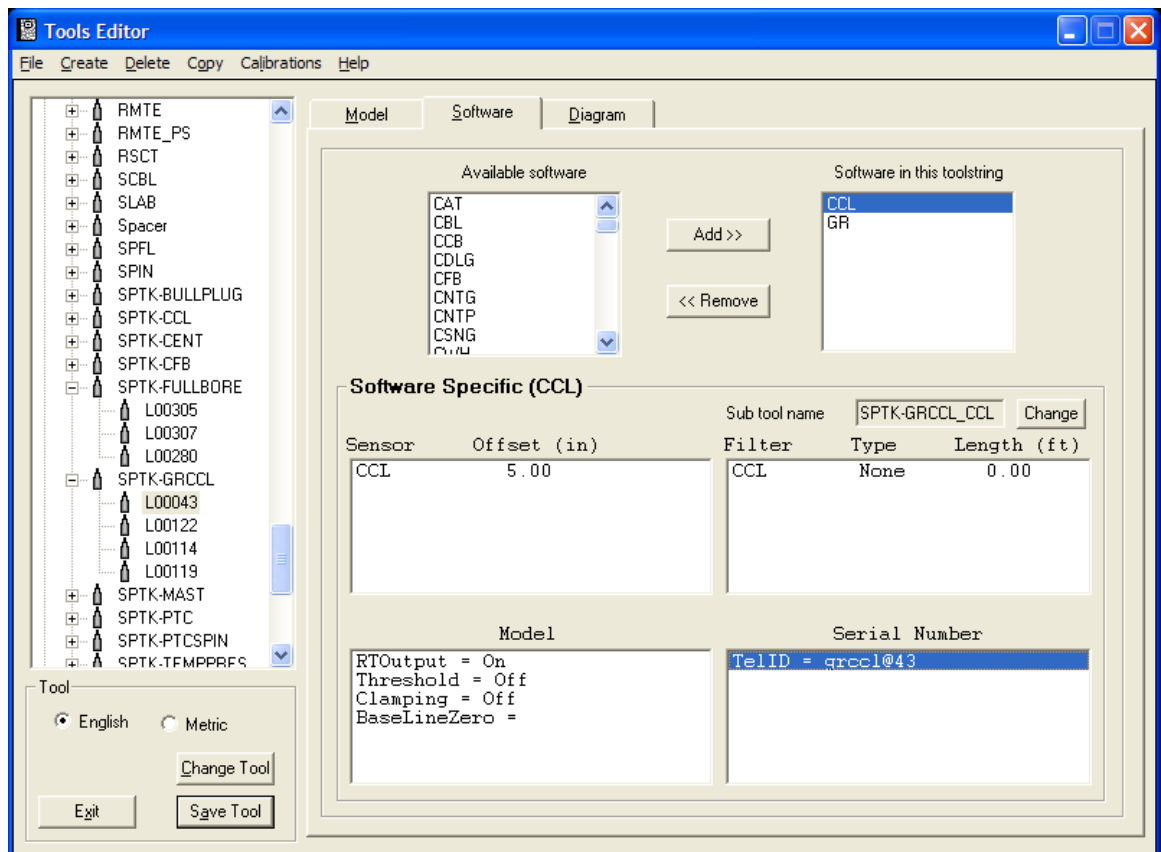 Tools Editor
File Create Delete Copy Calibrations Help
RMTE
RMTE_PS
RSCT
SCBL
SLAB
Spacer
SPFL
SPIN
SPTK-BULLPLUG
SPTK-CCL
SPTK-CENT
SPTK-CFB
SPTK-FULLBORE
L00305
L00307
L00280
SPTK-GRCCL
L00043
L00122
L00114
L00119
SPTK-MAST
SPTK-PTC
SPTK-PTCSPIN
SPTK-TEMPPRES
Tool
English Metric
Change Tool
Exit Save Tool
Model Software Diagram
Available software
CAT
CBL
CCB
CDLG
CFB
CNTG
CNTP
CSNG
CWH
Add >>
<< Remove
Software in this toolstring
CCL
GR
Software Specific (CCL)
Sub tool name SPTK-GRCCL_CCL Change
Sensor Offset (in)
CCL 5.00
Filter Type Length (ft)
CCL None 0.00
Model
RTOutput = On
Threshold = Off
Clamping = Off
BaseLineZero =
Serial Number
TelID = grccl@43